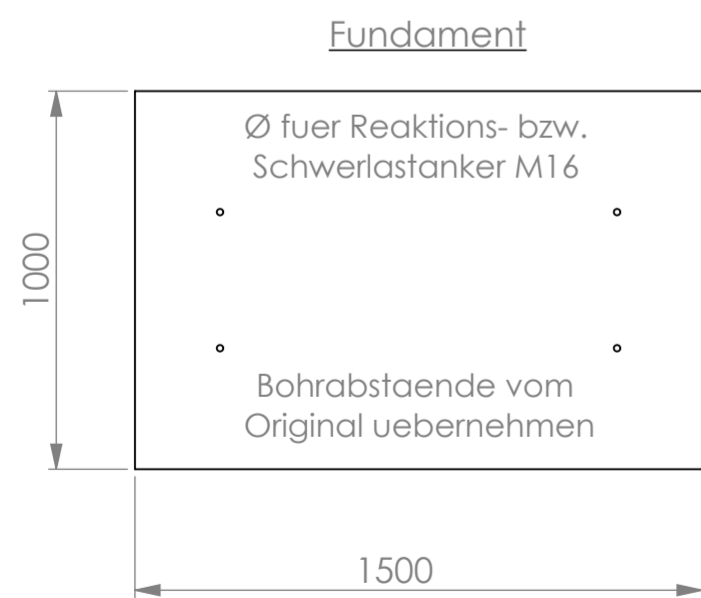 Fundament
Ø fuer Reaktions- bzw.
Schwerlastanker M16
1000
Bohrabstaende vom
Original uebernehmen
1500